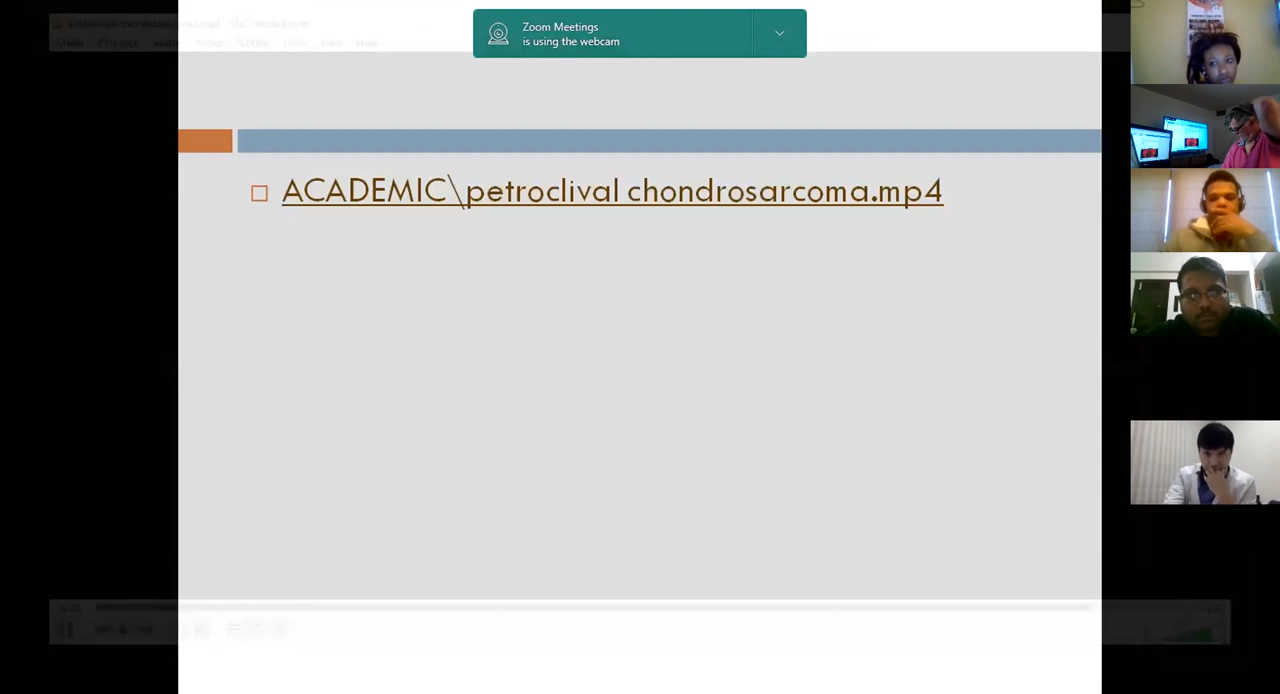 Zoom Meetings
is using the webcam
ACADEMIC\petroclival chondrosarcoma.mp4